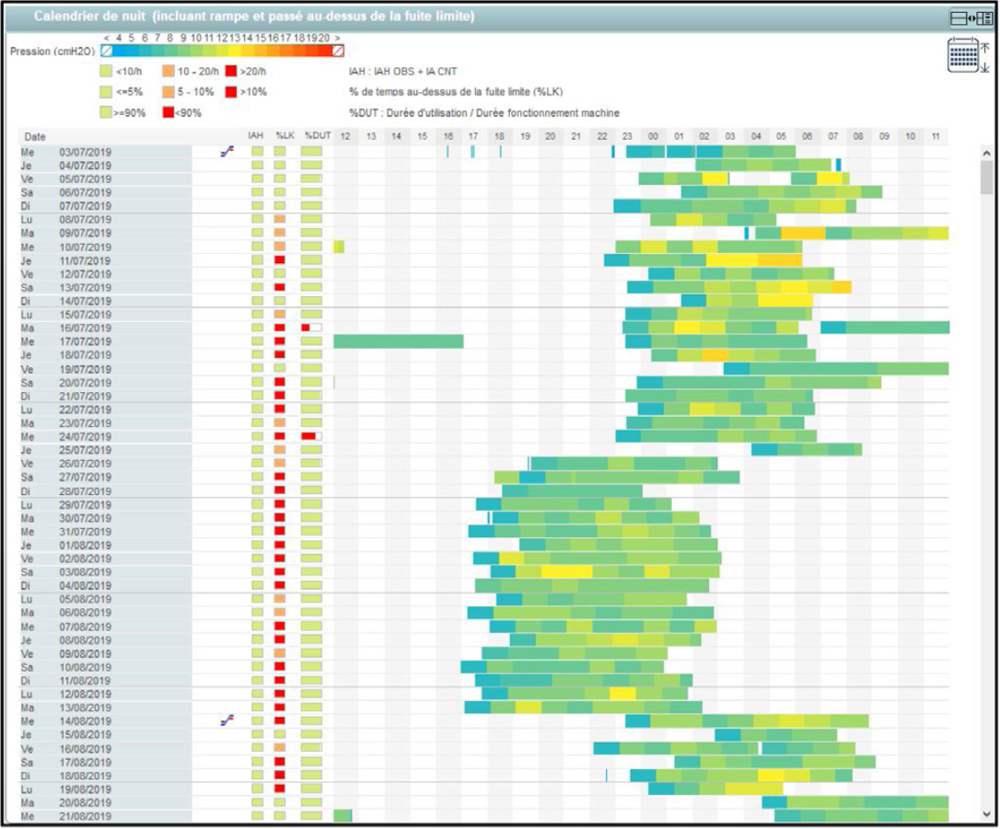 Calendrier de nuit (incluant rampe et passé au-dessus de la fuite limite)
< 4 5 6 7 8 9 10 11 12 13 14 15 16 17 18 19 20 >
Pression (cmH2O)
<10/h 10 - 20/h >20/h IAH : IAH OBS + IA CNT
<=5% 5 - 10% >10% % de temps au-dessus de la fuite limite (%LK)
>=90% <90% %DUT : Durée d'utilisation / Durée fonctionnement machine
Date IAH %LK %DUT 12 13 14 15 16 17 18 19 20 21 22 23 00 01 02 03 04 05 06 07 08 09 10 11
Me 03/07/2019
Je 04/07/2019
Ve 05/07/2019
Sa 06/07/2019
Di 07/07/2019
Lu 08/07/2019
Ma 09/07/2019
Me 10/07/2019
Je 11/07/2019
Ve 12/07/2019
Sa 13/07/2019
Di 14/07/2019
Lu 15/07/2019
Ma 16/07/2019
Me 17/07/2019
Je 18/07/2019
Ve 19/07/2019
Sa 20/07/2019
Di 21/07/2019
Lu 22/07/2019
Ma 23/07/2019
Me 24/07/2019
Je 25/07/2019
Ve 26/07/2019
Sa 27/07/2019
Di 28/07/2019
Lu 29/07/2019
Ma 30/07/2019
Me 31/07/2019
Je 01/08/2019
Ve 02/08/2019
Sa 03/08/2019
Di 04/08/2019
Lu 05/08/2019
Ma 06/08/2019
Me 07/08/2019
Je 08/08/2019
Ve 09/08/2019
Sa 10/08/2019
Di 11/08/2019
Lu 12/08/2019
Ma 13/08/2019
Me 14/08/2019
Je 15/08/2019
Ve 16/08/2019
Sa 17/08/2019
Di 18/08/2019
Lu 19/08/2019
Ma 20/08/2019
Me 21/08/2019